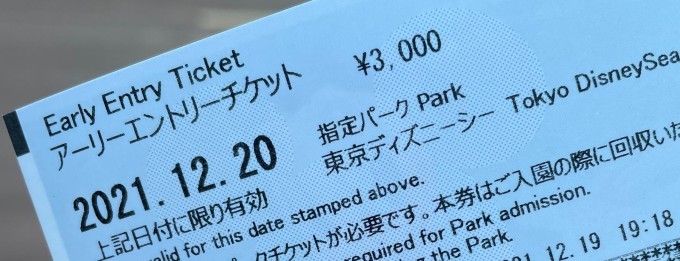 Early Entry Ticket ¥3,000
アーリーエントリーチケット
2021.12.20 指定パーク Park
東京ディズニーシー Tokyo DisneySea
上記日付に限り有効
for this date stamped above.
クチケットが必要です。本券はご入園の際に回収いた
required for Park admission.
the Park.
12.19 19:18